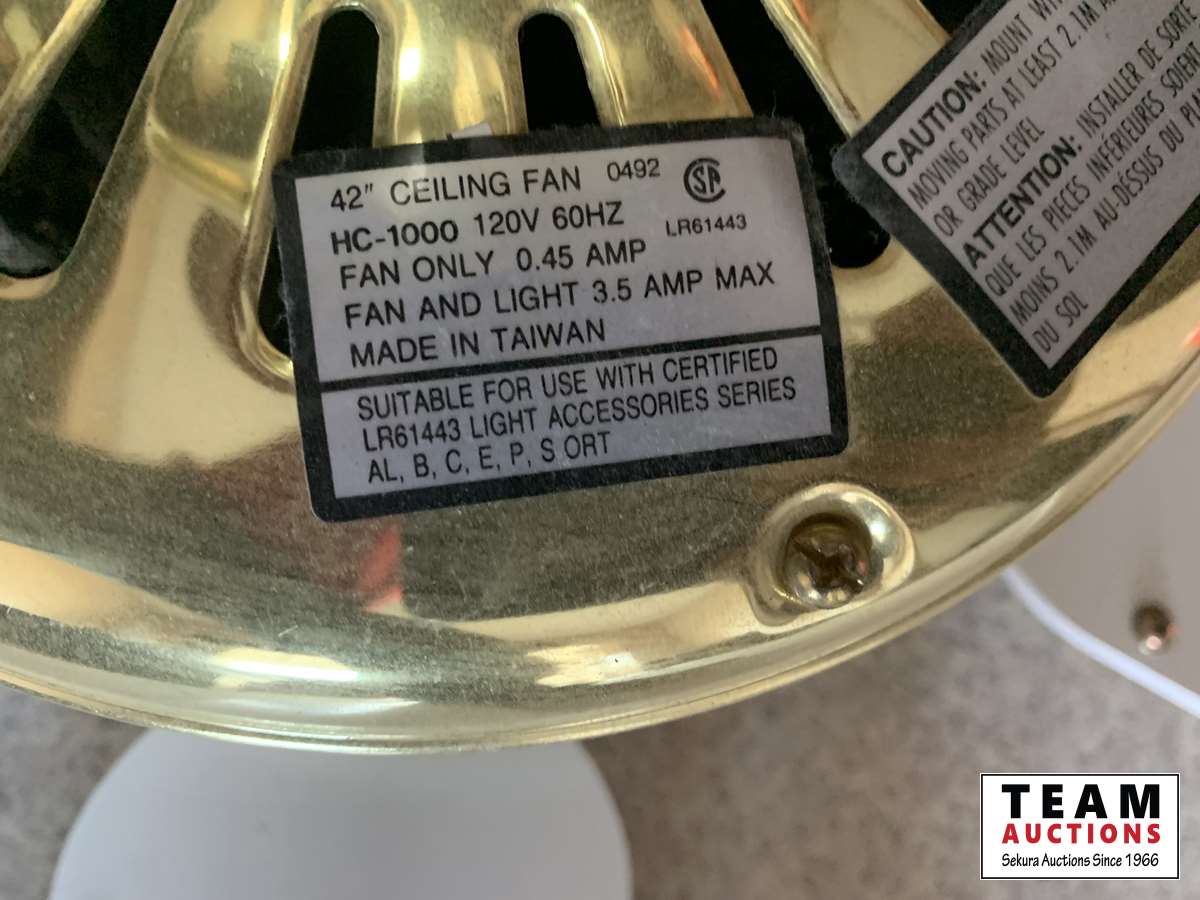 42" CEILING FAN 0492
HC-1000 120V 60HZ
LR61443
FAN ONLY 0.45 AMP
FAN AND LIGHT 3.5 AMP MAX
MADE IN TAIWAN
SUITABLE FOR USE WITH CERTIFIED
LR61443 LIGHT ACCESSORIES SERIES
AL, B, C, E, P, S ORT
CAUTION: MOUNT
MOVING PARTS AT LEAST 2.1M
OR GRADE LEVEL
ATTENTION: INSTALLER DE SORTE
QUE LES PIECES INFÉRIEURES SOIENT
MOINS 2.1M AU-DÉSSUS DU
DU SOL
TEAM
AUCTIONS
Sekura Auctions Since 1966